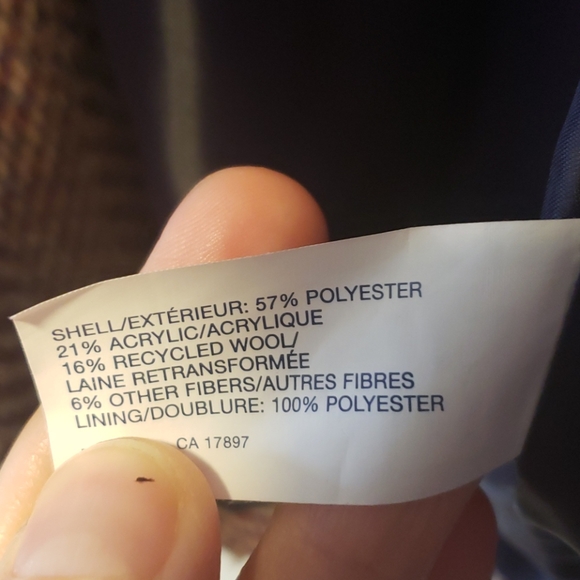 SHELL/EXTÉRIEUR: 57% POLYESTER
21% ACRYLIC/ACRYLIQUE
16% RECYCLED WOOL/
LAINE RETRANSFORMÉE
6% OTHER FIBERS/AUTRES FIBRES
LINING/DOUBLURE: 100% POLYESTER
CA 17897